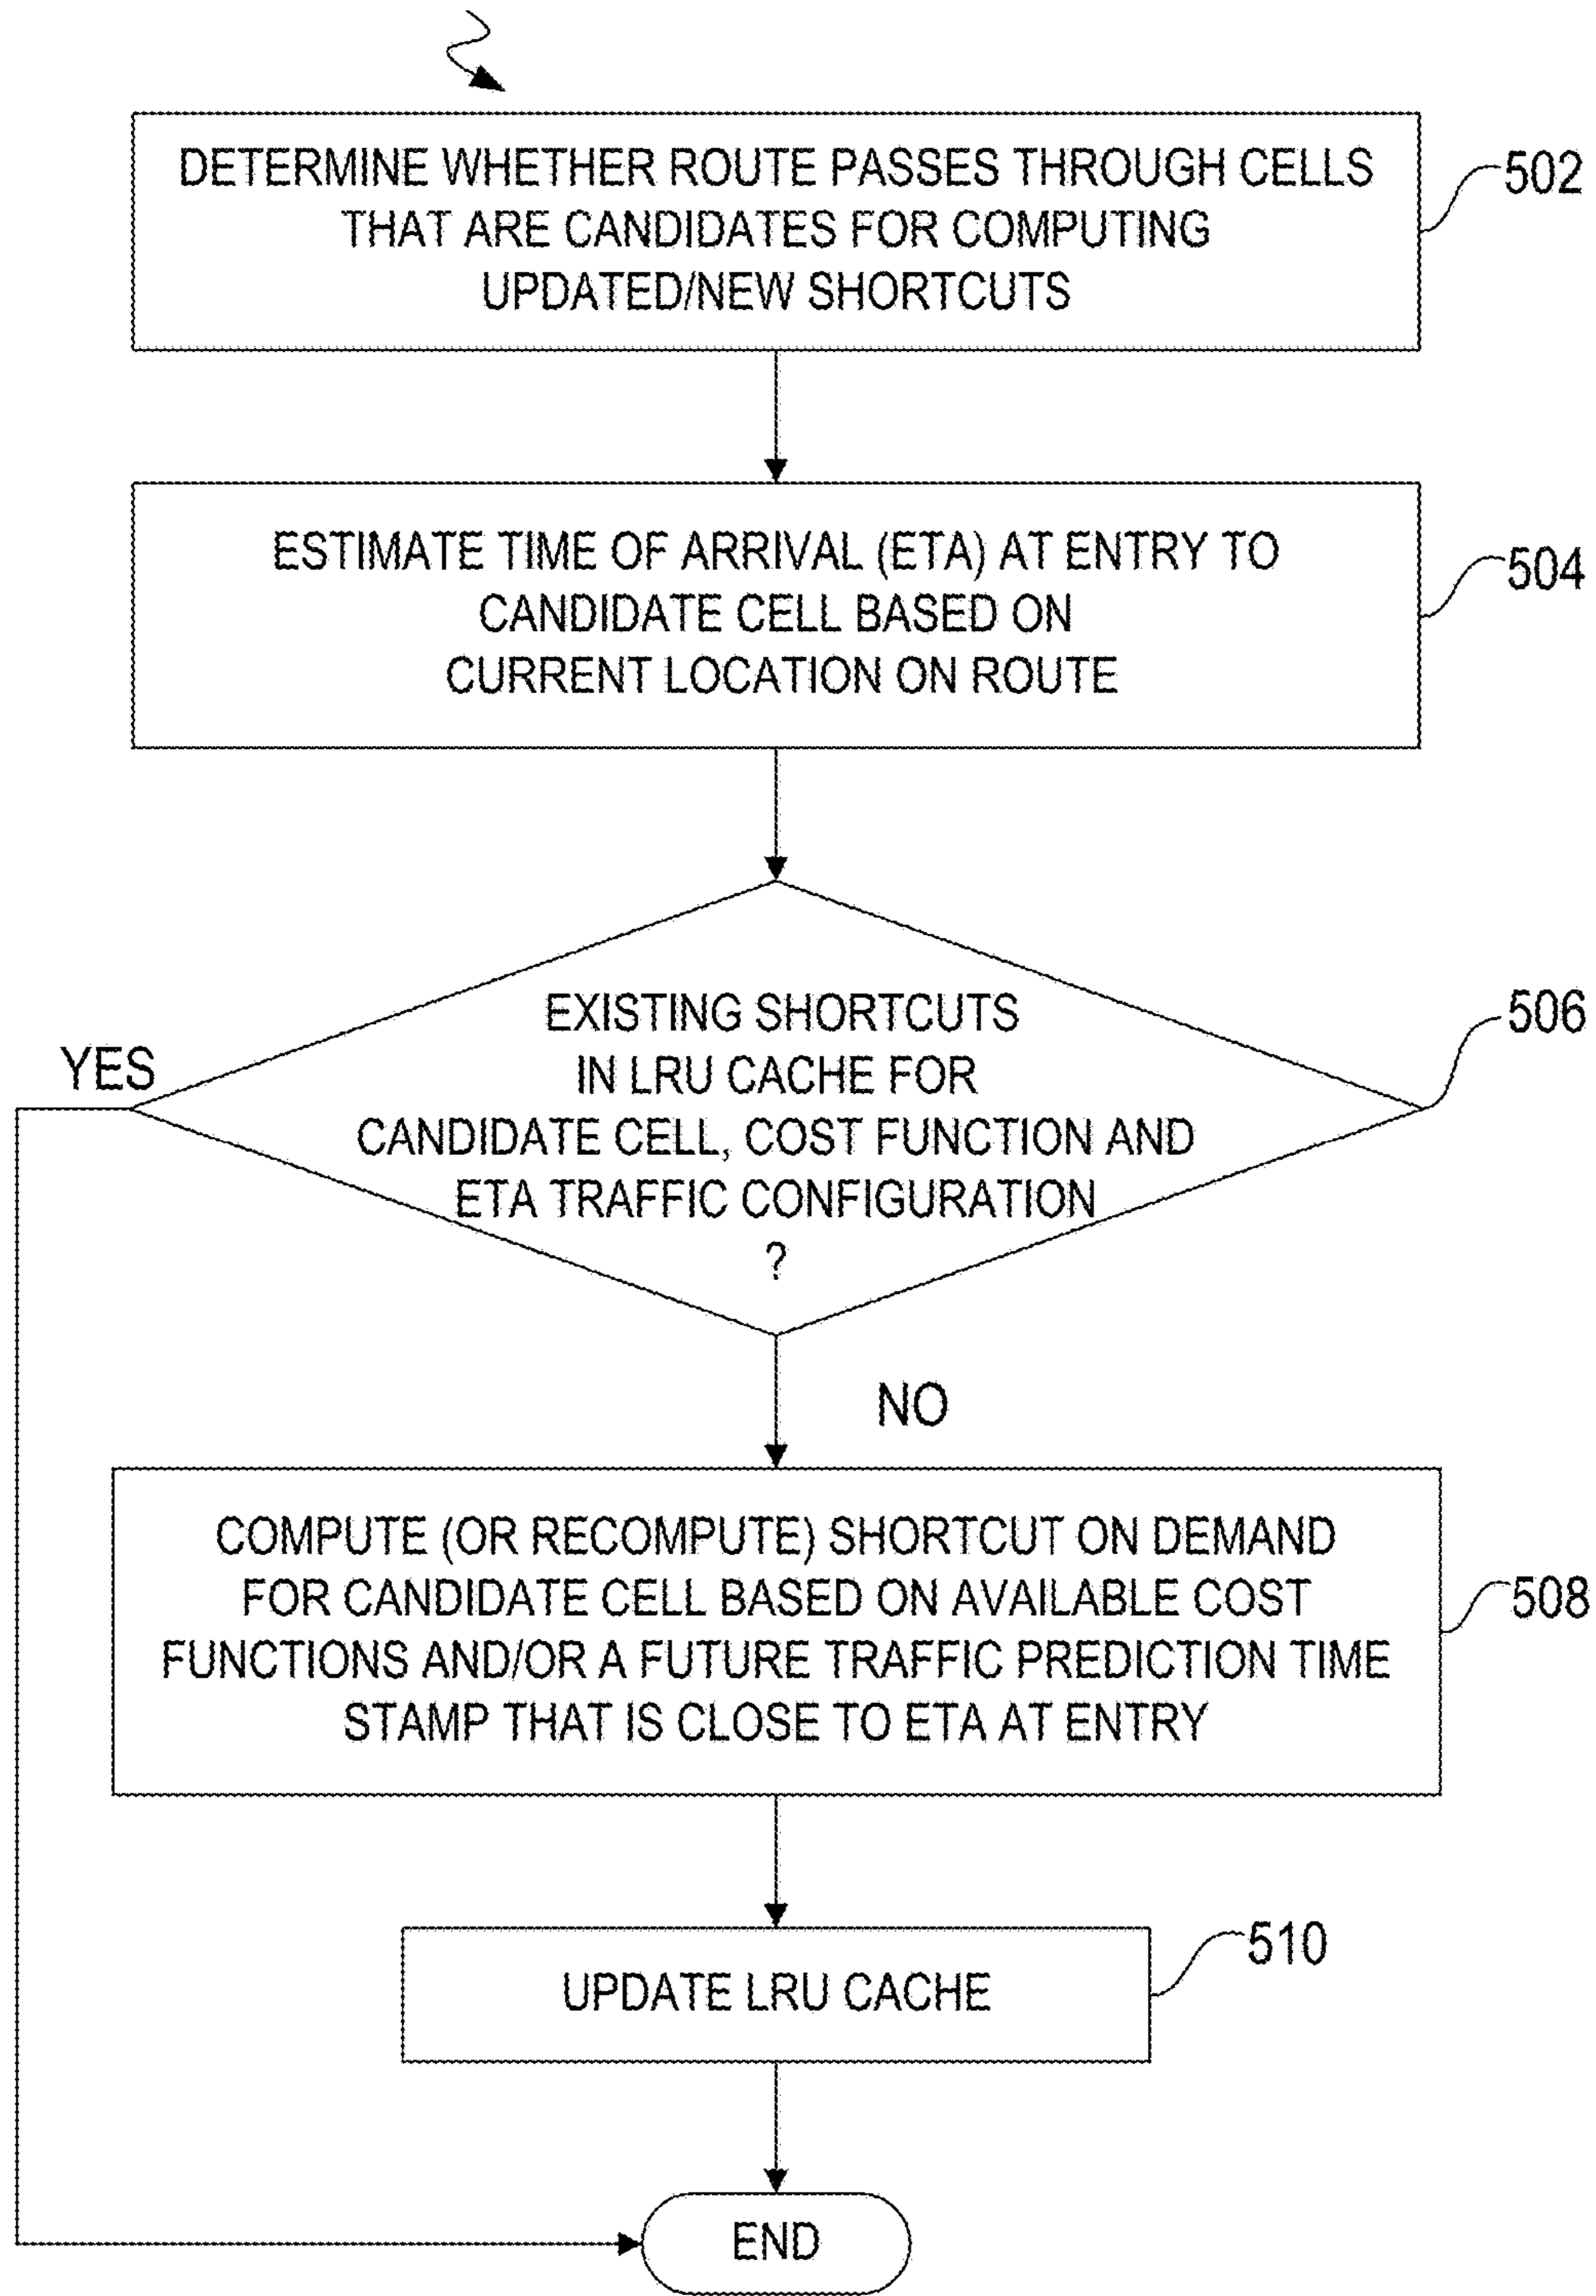 DETERMINE WHETHER ROUTE PASSES THROUGH CELLS
THAT ARE CANDIDATES FOR COMPUTING
UPDATED/NEW SHORTCUTS
502
ESTIMATE TIME OF ARRIVAL (ETA) AT ENTRY TO
CANDIDATE CELL BASED ON
CURRENT LOCATION ON ROUTE
504
EXISTING SHORTCUTS
IN LRU CACHE FOR
CANDIDATE CELL, COST FUNCTION AND
ETA TRAFFIC CONFIGURATION
?
506
YES
NO
COMPUTE (OR RECOMPUTE) SHORTCUT ON DEMAND
FOR CANDIDATE CELL BASED ON AVAILABLE COST
FUNCTIONS AND/OR A FUTURE TRAFFIC PREDICTION TIME
STAMP THAT IS CLOSE TO ETA AT ENTRY
508
UPDATE LRU CACHE
510
END